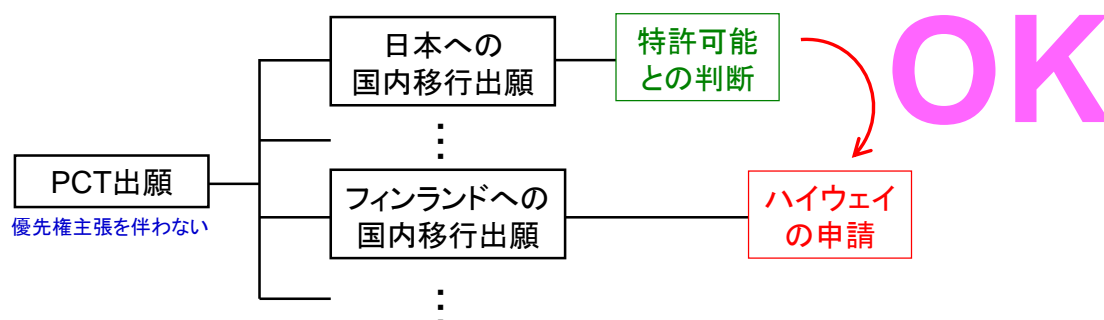 日本への
国内移行出願
特許可能
との判断
OK
PCT出願
優先権主張を伴わない
フィンランドへの
国内移行出願
ハイウェイ
の申請